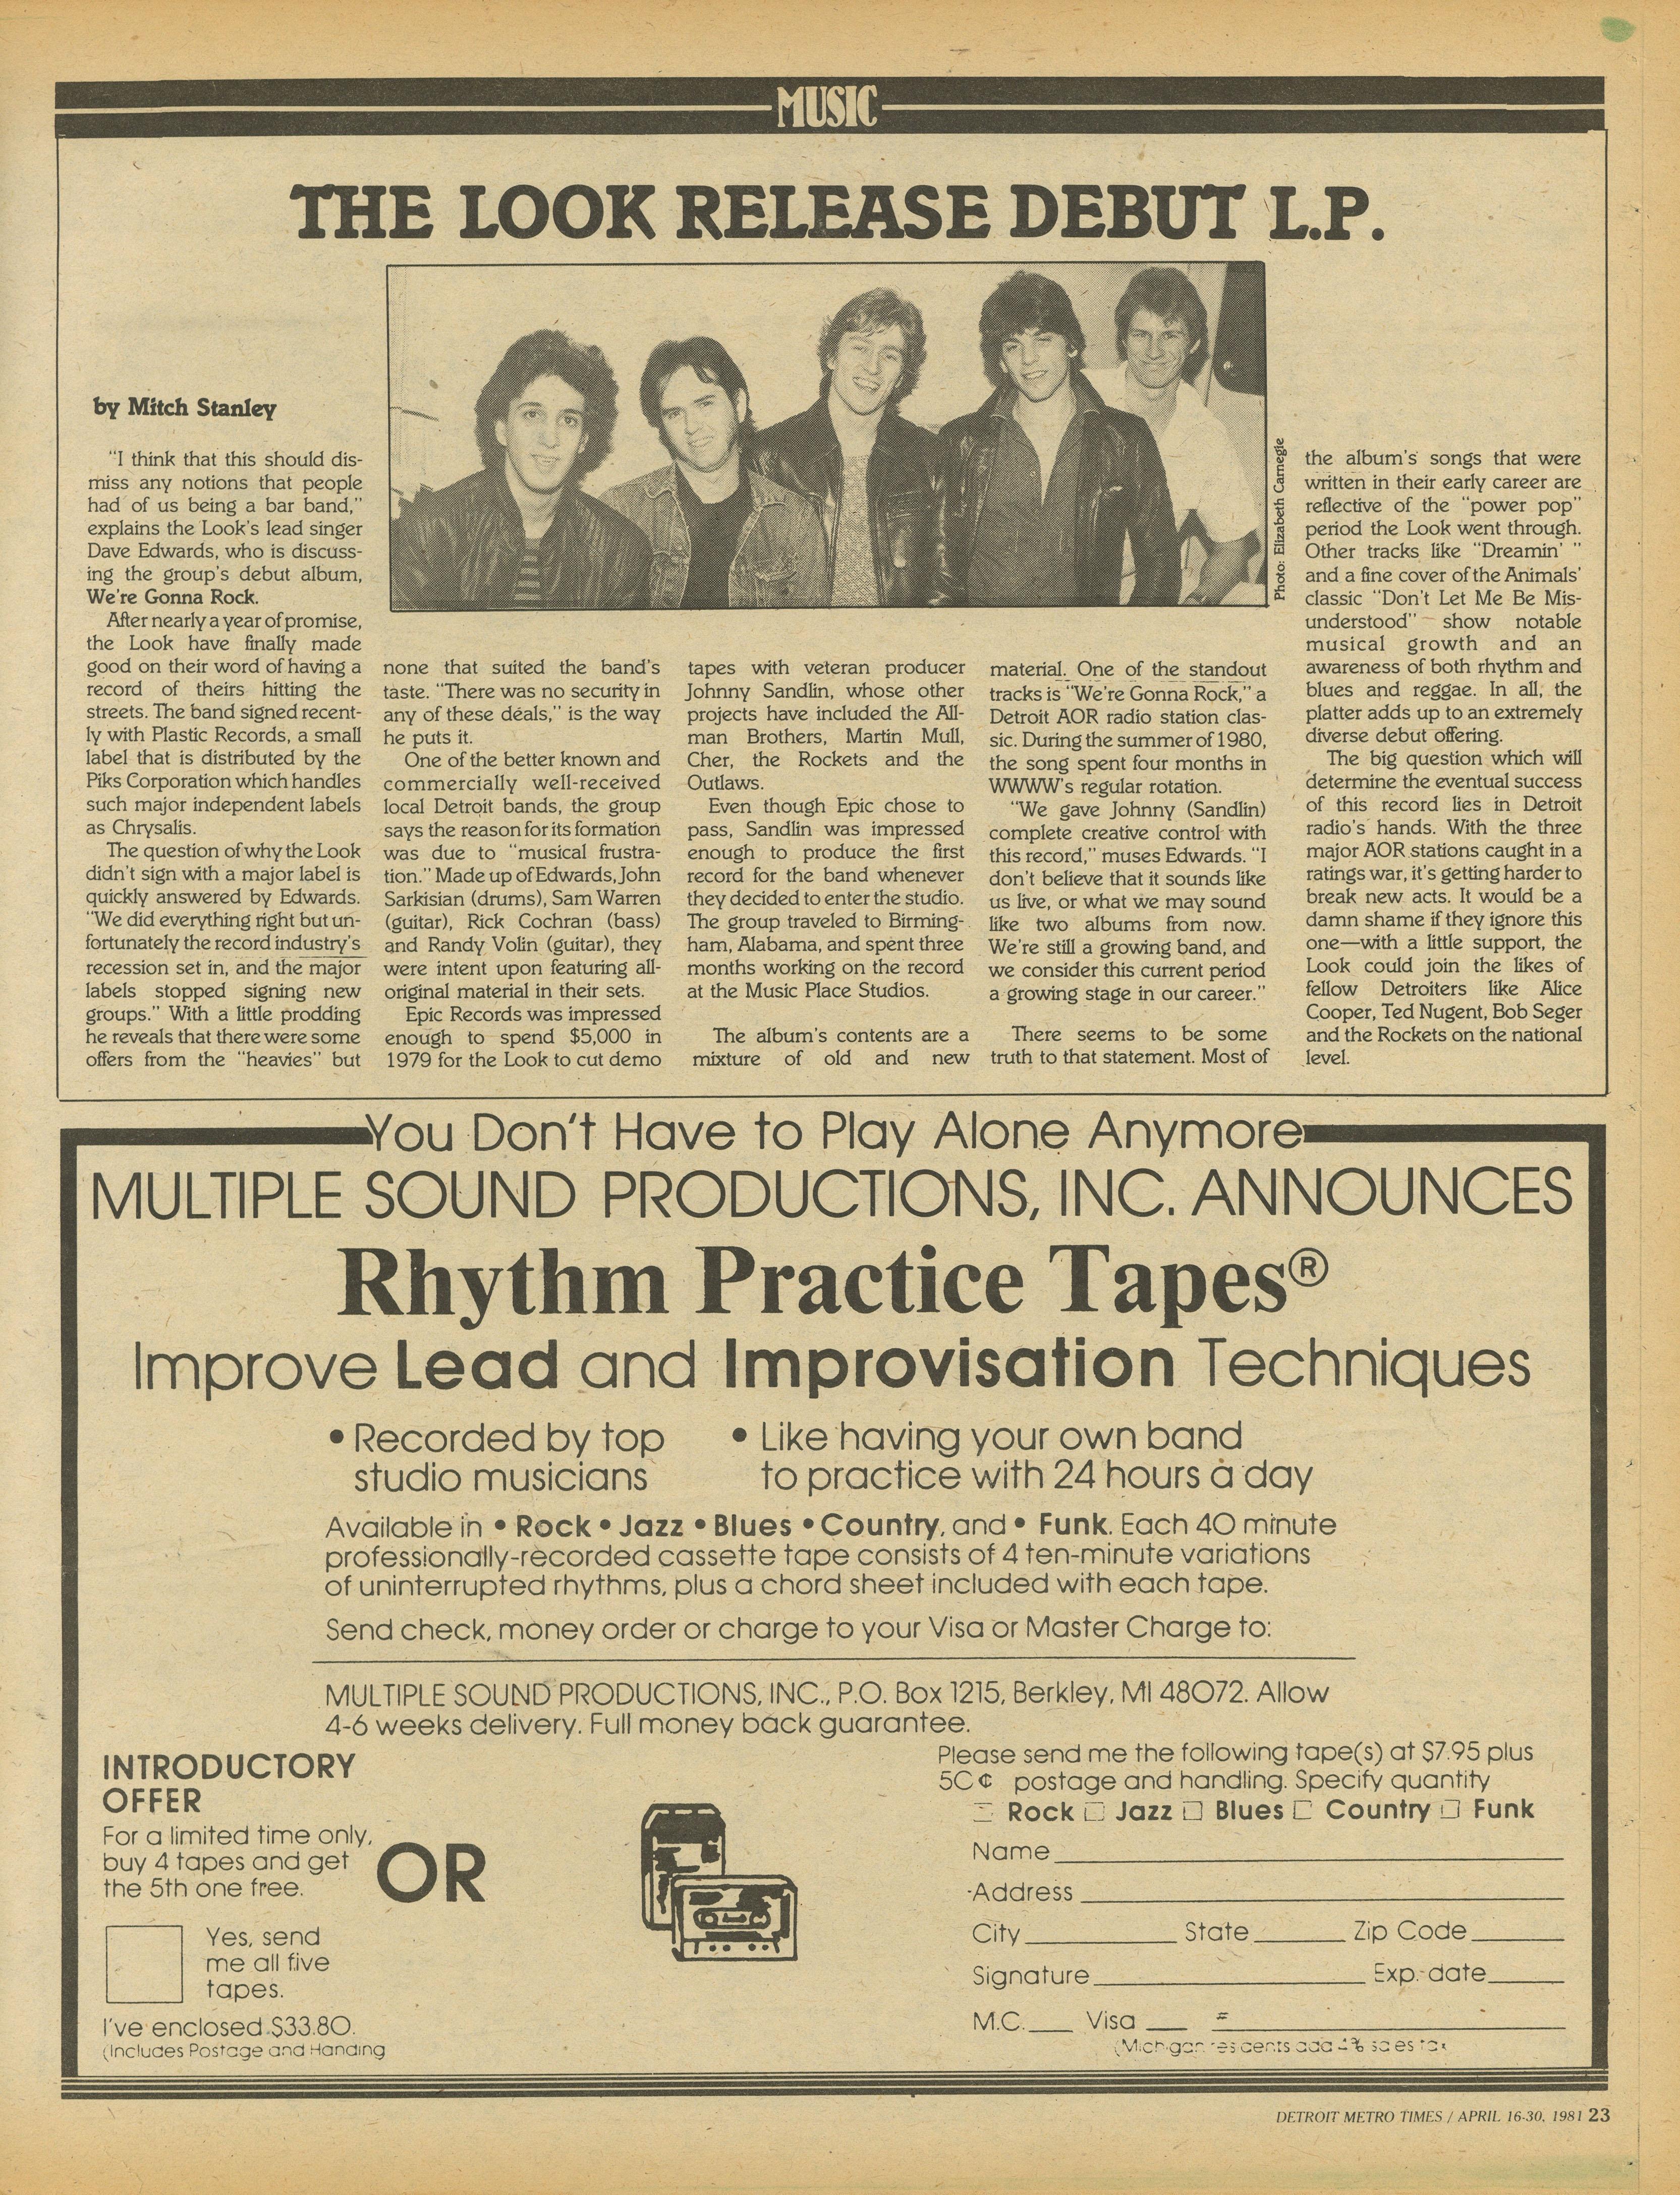 MUSIC
THE LOOK RELEASE DEBUT L.P.
by Mitch Stanley
"I think that this should dis-
miss any notions that people
had of us being a bar band,"
explains the Look's lead singer
Dave Edwards, who is discuss-
ing the group's debut album,
We're Gonna Rock.
After nearly a year of promise,
the Look have finally made
good on their word of having a
record of theirs hitting the
streets. The band signed recent-
ly with Plastic Records, a small
label that is distributed by the
Piks Corporation which handles
such major independent labels
as Chrysalis.
The question of why the Look
didn't sign with a major label is
quickly answered by Edwards.
"We did everything right but un-
fortunately the record industry's
recession set in, and the major
labels stopped signing new
groups." With a little prodding
he reveals that there were some
offers from the "heavies" but
none that suited the band's
taste. "There was no security in
any of these deals," is the way
he puts it.
One of the better known and
commercially well-received
local Detroit bands, the group
says the reason for its formation
was due to "musical frustra-
tion." Made up of Edwards, John
Sarkisian (drums), Sam Warren
(guitar), Rick Cochran (bass)
and Randy Volin (guitar), they
were intent upon featuring all-
original material in their sets.
Epic Records was impressed
enough to spend $5,000 in
1979 for the Look to cut demo
tapes with veteran producer
Johnny Sandlin, whose other
projects have included the All-
man Brothers, Martin Mull,
Cher, the Rockets and the
Outlaws.
Even though Epic chose to
pass, Sandlin was impressed
enough to produce the first
record for the band whenever
they decided to enter the studio.
The group traveled to Birming-
ham, Alabama, and spent three
months working on the record
at the Music Place Studios.
The album's contents are a
mixture of old and new
material. One of the standout
tracks is "We're Gonna Rock," a
Detroit AOR radio station clas-
sic. During the summer of 1980,
the song spent four months in
WWWW's regular rotation.
"We gave Johnny (Sandlin)
complete creative control with
this record," muses Edwards. "I
don't believe that it sounds like
us live, or what we may sound
like two albums from now.
We're still a growing band, and
we consider this current period
a growing stage in our career."
There seems to be some
truth to that statement. Most of
Photo: Elizabeth Carnegie
the album's songs that were
written in their early career are
reflective of the "power pop"
period the Look went through.
Other tracks like "Dreamin' "
and a fine cover of the Animals'
classic "Don't Let Me Be Mis-
understood" show notable
musical growth and an
awareness of both rhythm and
blues and reggae. In all, the
platter adds up to an extremely
diverse debut offering.
The big question which will
determine the eventual success
of this record lies in Detroit
radio's hands. With the three
major AOR stations caught in a
ratings war, it's getting harder to
break new acts. It would be a
damn shame if they ignore this
one—with a little support, the
Look could join the likes of
fellow Detroiters like Alice
Cooper, Ted Nugent, Bob Seger
and the Rockets on the national
level.
You Don't Have to Play Alone Anymore
MULTIPLE SOUND PRODUCTIONS, INC. ANNOUNCES
Rhythm Practice Tapes®
Improve Lead and Improvisation Techniques
• Recorded by top
studio musicians
• Like having your own band
to practice with 24 hours a day
Available in • Rock • Jazz • Blues • Country, and • Funk. Each 40 minute
professionally-recorded cassette tape consists of 4 ten-minute variations
of uninterrupted rhythms, plus a chord sheet included with each tape.
Send check, money order or charge to your Visa or Master Charge to:
MULTIPLE SOUND PRODUCTIONS, INC., P.O. Box 1215, Berkley, MI 48072. Allow
4-6 weeks delivery. Full money back guarantee.
INTRODUCTORY
OFFER
For a limited time only,
buy 4 tapes and get
the 5th one free.
Yes, send
me all five
tapes.
I've enclosed $33.80.
(Includes Postage and Handing
OR
Please send me the following tape(s) at $7.95 plus
50¢ postage and handling. Specify quantity
☐ Rock ☐ Jazz ☐ Blues ☐ Country ☐ Funk
Name
Address
City State Zip Code
Signature Exp. date
M.C. Visa #
(Michigan residents add 4% sales tax
DETROIT METRO TIMES / APRIL 16-30, 1981 23